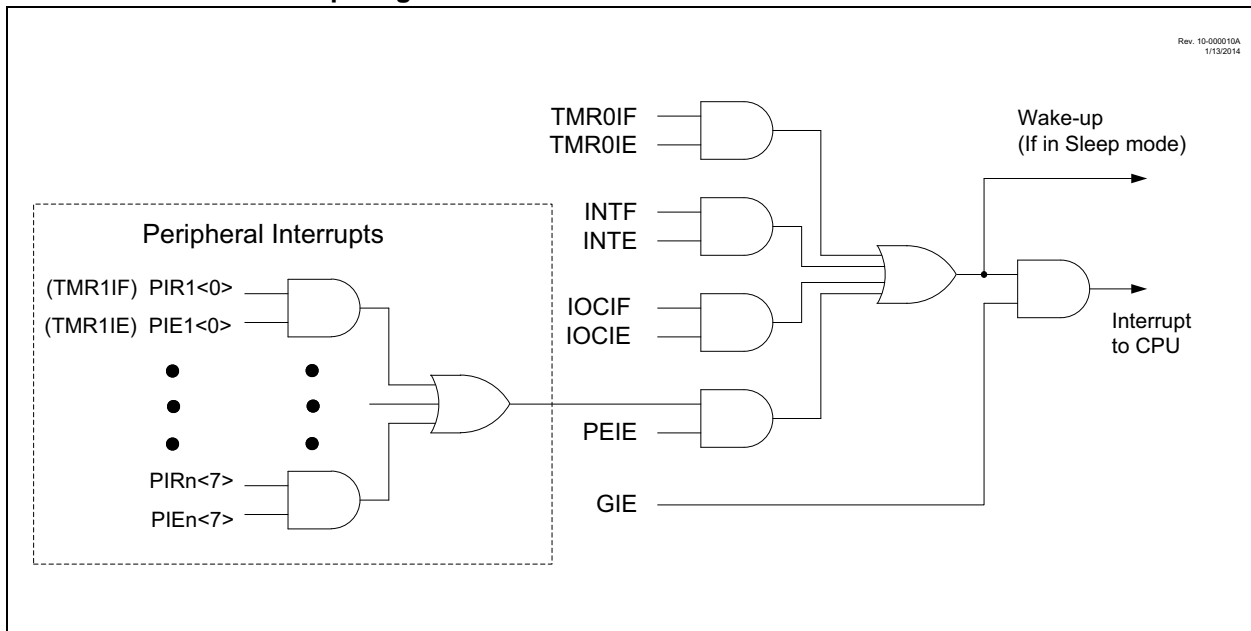 Rev. 10-000010A
1/13/2014
TMR0IF
TMR0IE
Wake-up
(If in Sleep mode)
INTF
INTE
Peripheral Interrupts
(TMR1IF) PIR1<0>
(TMR1IE) PIE1<0>
IOCIF
IOCIE
Interrupt
to CPU
PEIE
PIRn<7>
PIEn<7>
GIE